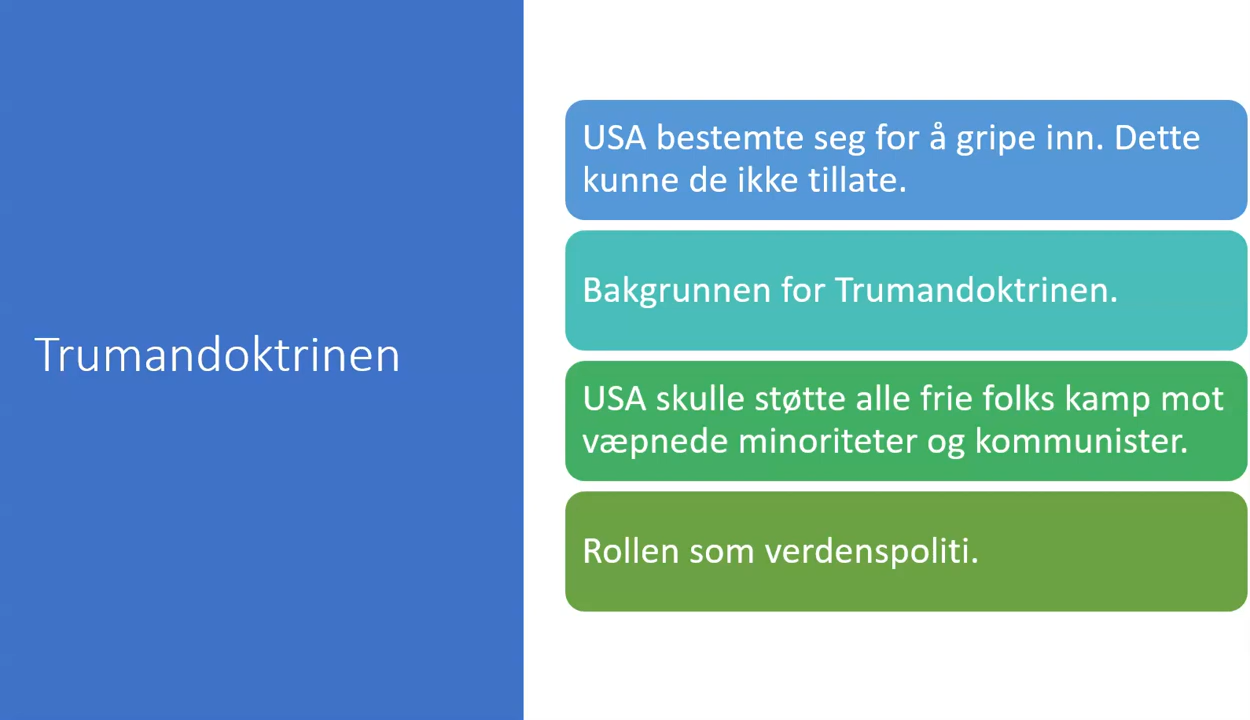 Trumandoktrinen
USA bestemte seg for å gripe inn. Dette
kunne de ikke tillate.
Bakgrunnen for Trumandoktrinen.
USA skulle støtte alle frie folks kamp mot
væpnede minoriteter og kommunister.
Rollen som verdenspoliti.